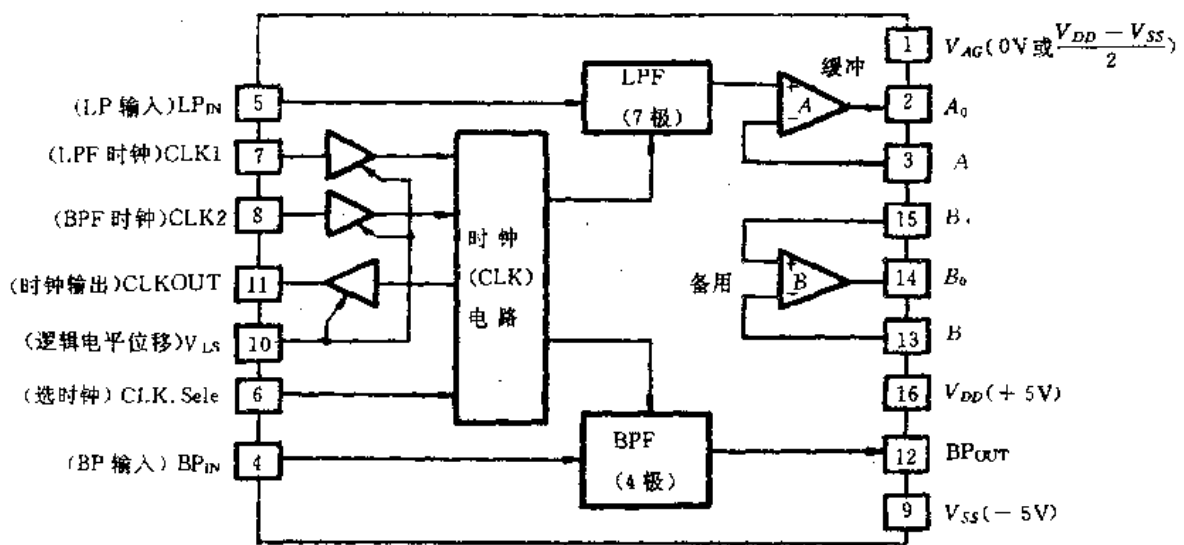 1 V_AG(0V或(V_DD − V_SS)/2)
5 (LP 输入)LP_IN
7 (LPF 时钟)CLK1
8 (BPF 时钟)CLK2
11 (时钟输出)CLKOUT
10 (逻辑电平位移)V_LS
6 (选时钟) CLK.Sele
4 (BP 输入) BP_IN
LPF
(7极)
时钟
(CLK)
电路
BPF
(4极)
缓冲
+
A
−
备用
+
B
−
2 A_0
3 A
15 B+
14 B_0
13 B
16 V_DD(+ 5V)
12 BP_OUT
9 V_SS(− 5V)